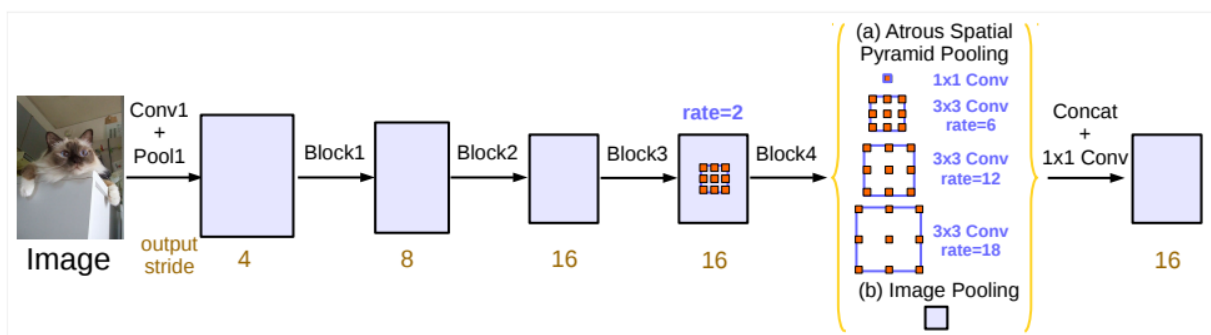 Image
Conv1
+
Pool1
output
stride
4
Block1
8
Block2
16
Block3
rate=2
16
Block4
(a) Atrous Spatial
Pyramid Pooling
1x1 Conv
3x3 Conv
rate=6
3x3 Conv
rate=12
3x3 Conv
rate=18
(b) Image Pooling
Concat
+
1x1 Conv
16